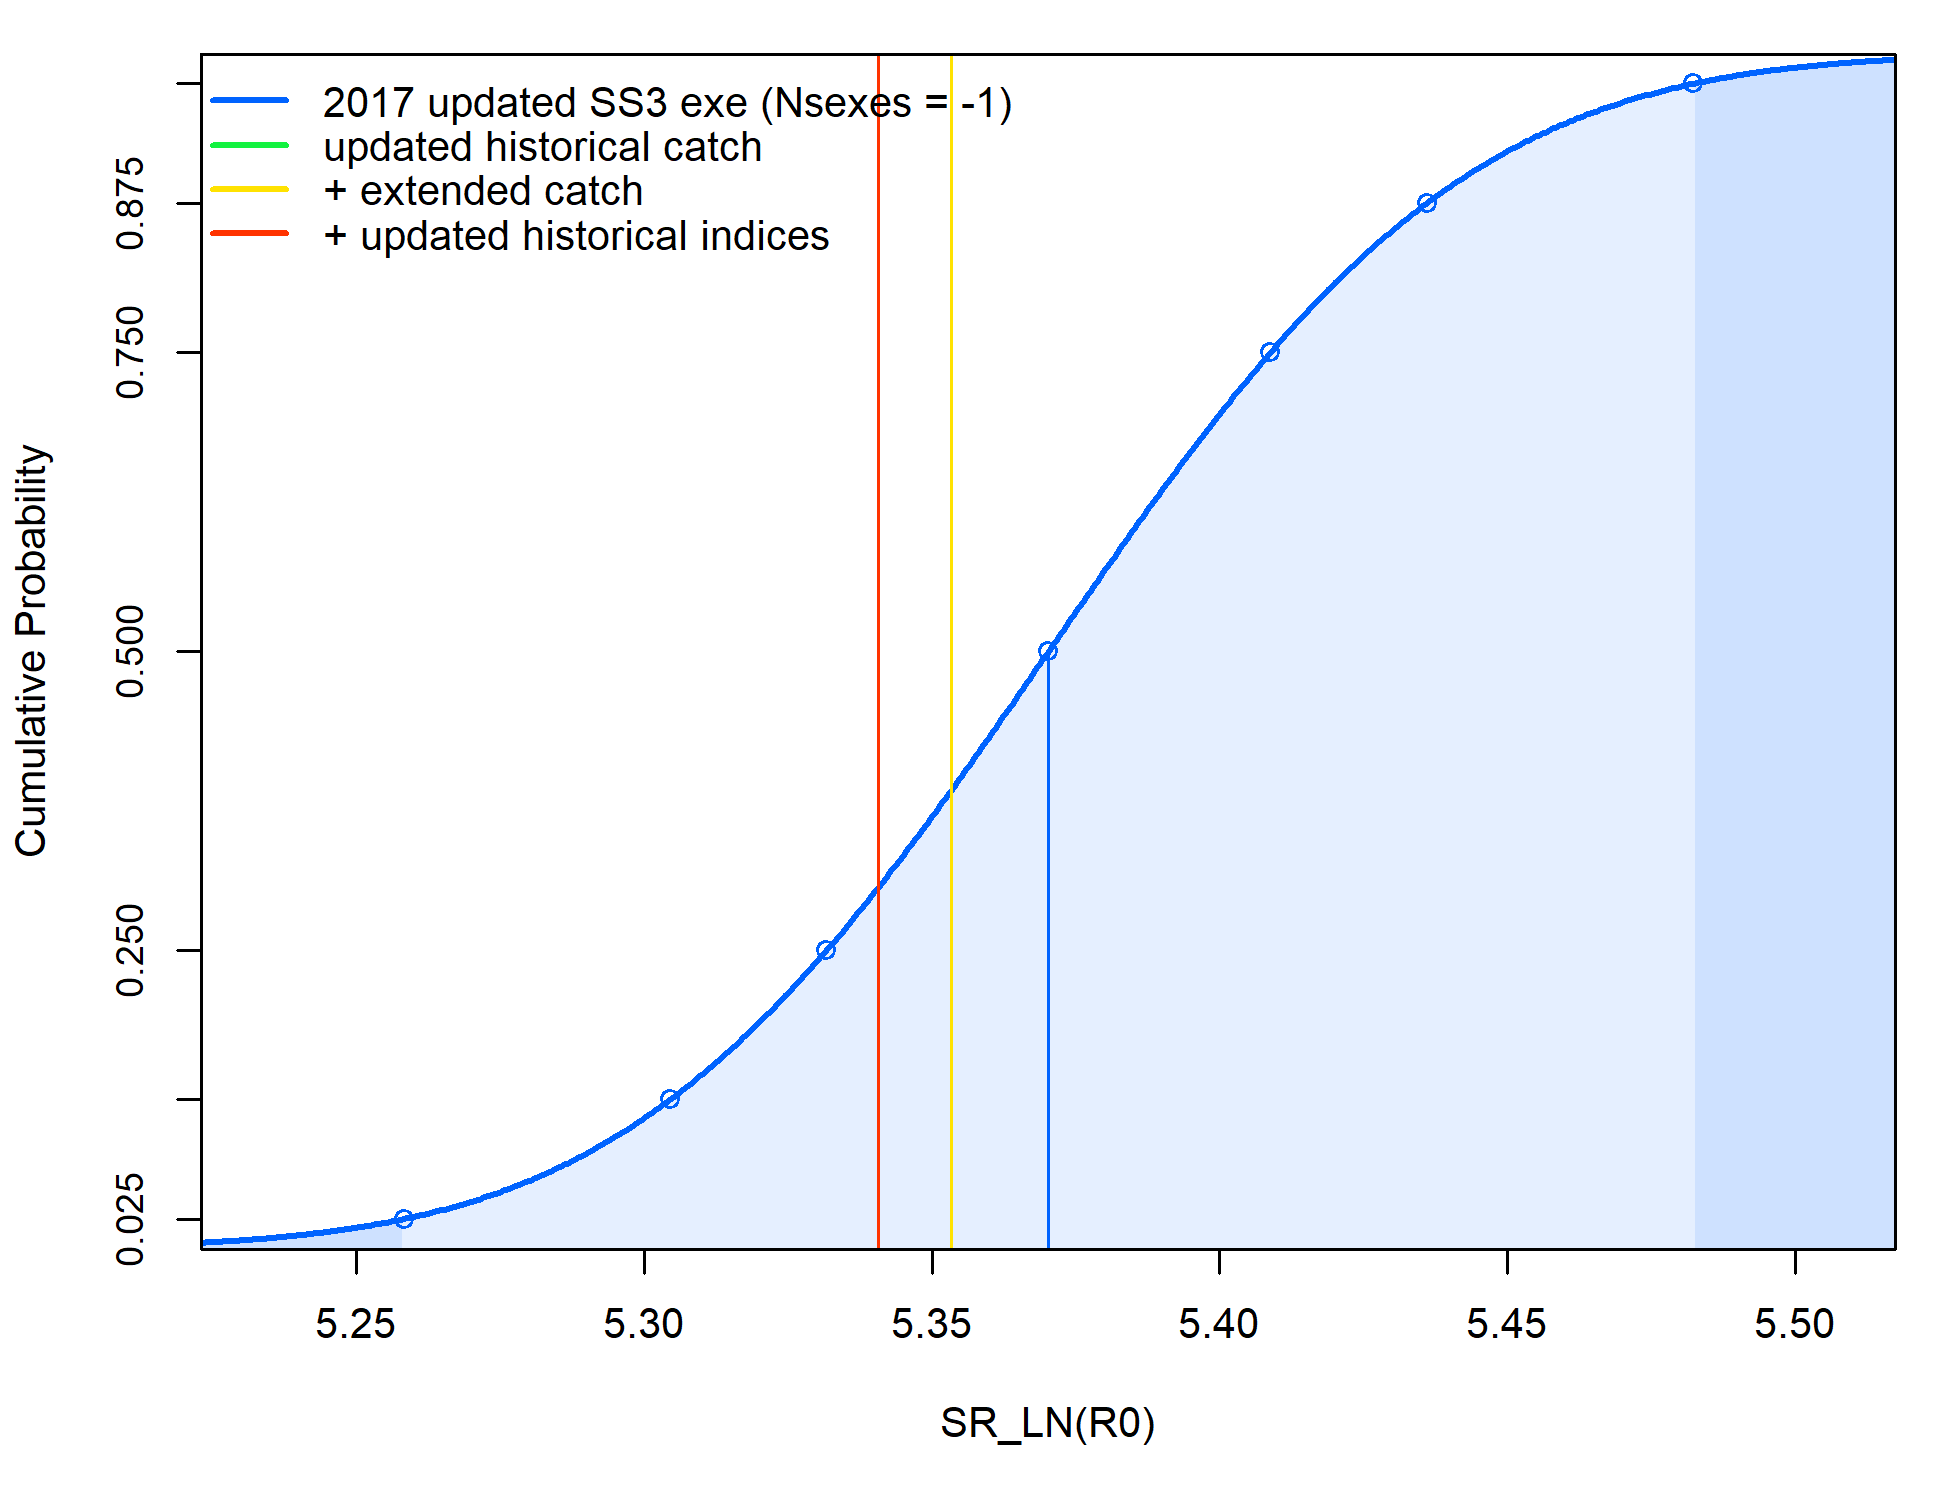 2017 updated SS3 exe (Nsexes = -1)
updated historical catch
+ extended catch
+ updated historical indices
Cumulative Probability
0.875
0.750
0.500
0.250
0.025
5.25 5.30 5.35 5.40 5.45 5.50
SR_LN(R0)